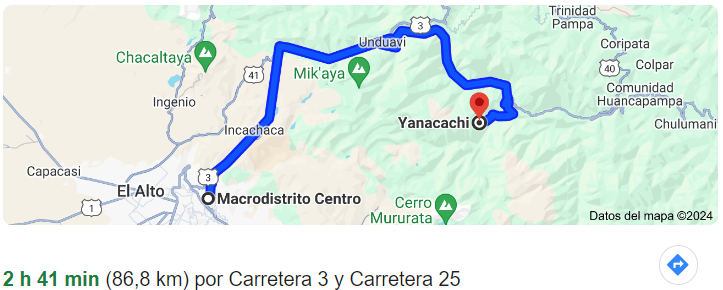 Trinidad
Pampa
3
Unduavi
Coripata
Chacaltaya
40
Colpar
Mik'aya
41
Comunidad
Huancapampa
Ingenio
Yanacachi
Chulumani
Incachaca
Capacasi
3
El Alto
Macrodistrito Centro
1
Cerro
Mururata
Datos del mapa ©2024
2 h 41 min (86,8 km) por Carretera 3 y Carretera 25